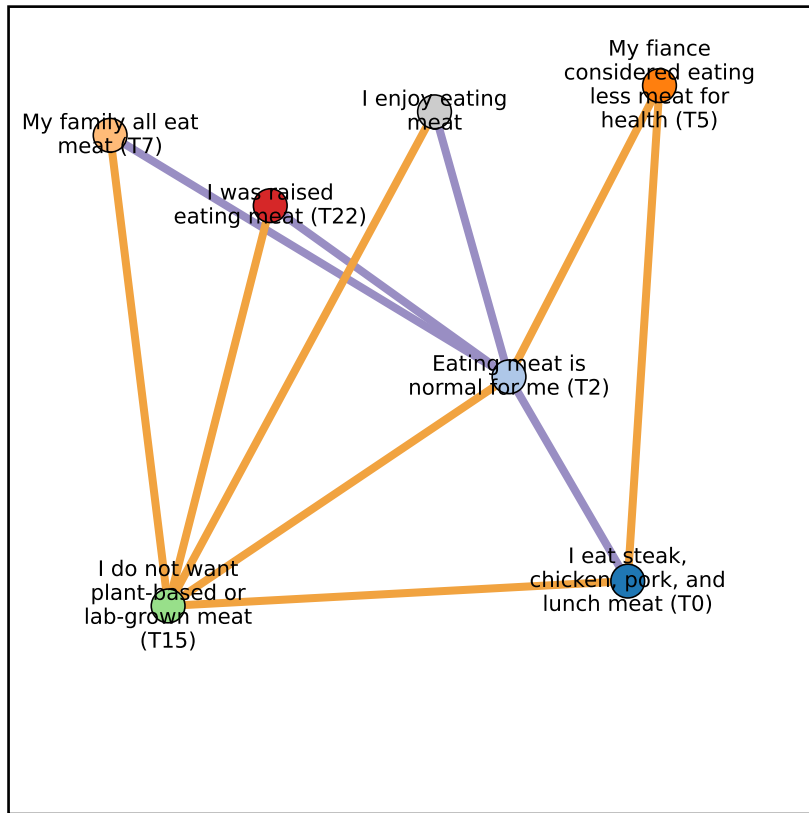 My fiance
considered eating
less meat for
health (T5)
I enjoy eating
meat
My family all eat
meat (T7)
I was raised
eating meat (T22)
Eating meat is
normal for me (T2)
I do not want
plant-based or
lab-grown meat
(T15)
I eat steak,
chicken, pork, and
lunch meat (T0)